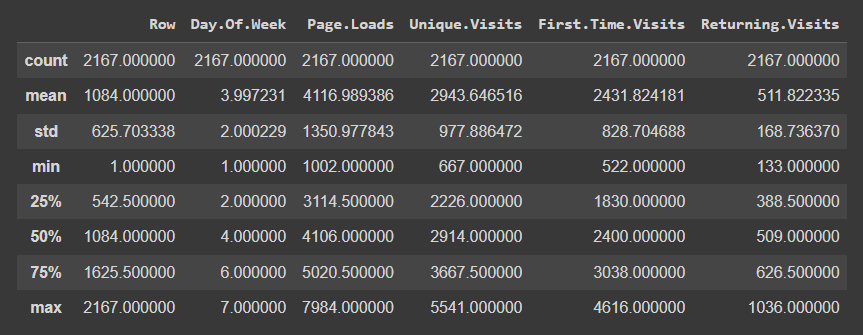 Row Day.Of.Week Page.Loads Unique.Visits First.Time.Visits Returning.Visits
count 2167.000000 2167.000000 2167.000000 2167.000000 2167.000000 2167.000000
mean 1084.000000 3.997231 4116.989386 2943.646516 2431.824181 511.822335
std 625.703338 2.000229 1350.977843 977.886472 828.704688 168.736370
min 1.000000 1.000000 1002.000000 667.000000 522.000000 133.000000
25% 542.500000 2.000000 3114.500000 2226.000000 1830.000000 388.500000
50% 1084.000000 4.000000 4106.000000 2914.000000 2400.000000 509.000000
75% 1625.500000 6.000000 5020.500000 3667.500000 3038.000000 626.500000
max 2167.000000 7.000000 7984.000000 5541.000000 4616.000000 1036.000000